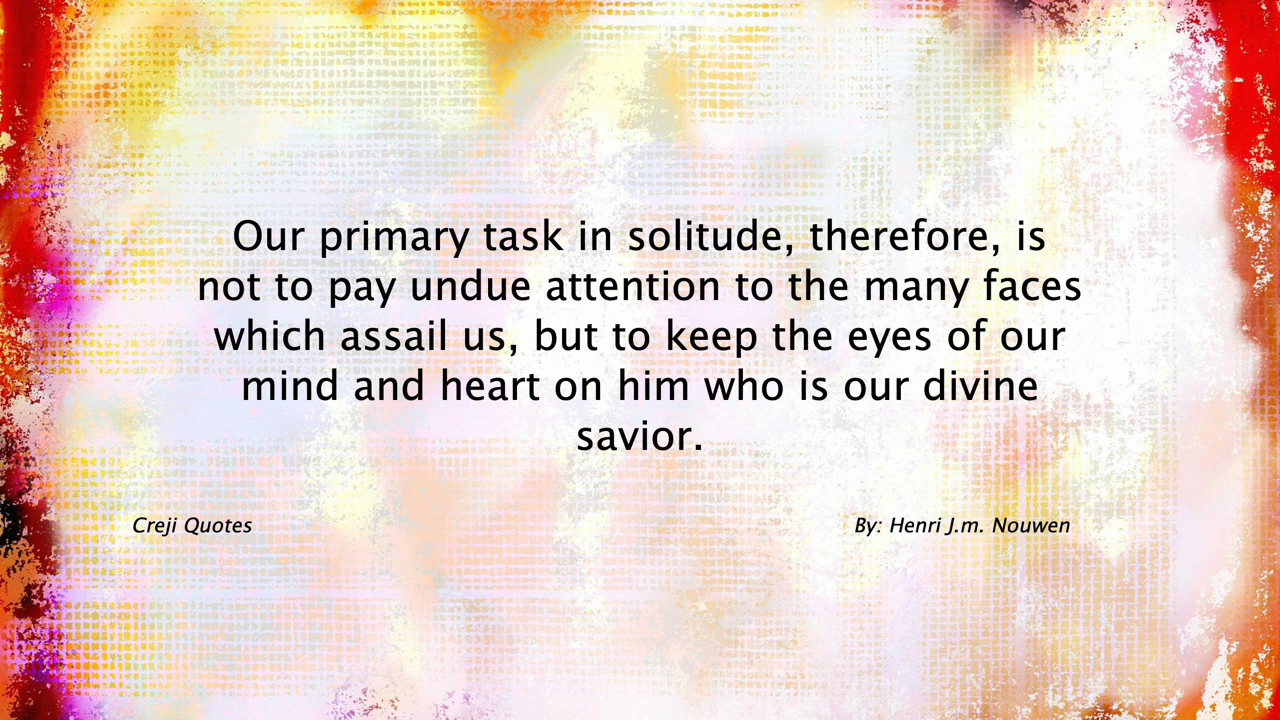 Our primary task in solitude, therefore, is
not to pay undue attention to the many faces
which assail us, but to keep the eyes of our
mind and heart on him who is our divine
savior.
Creji Quotes
By: Henri J.m. Nouwen